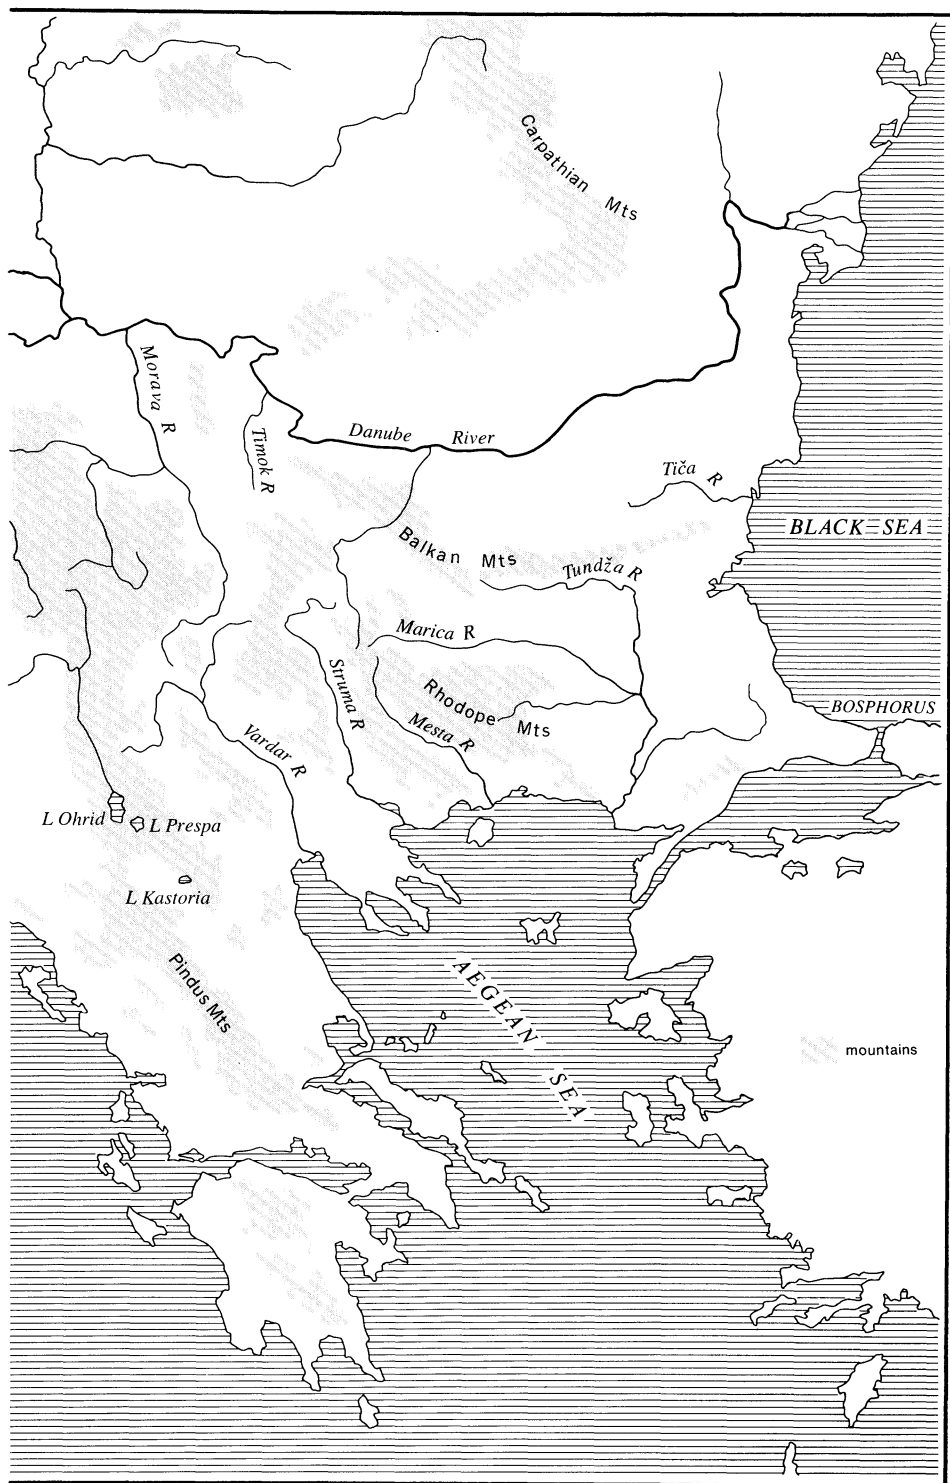 Carpathian Mts
Morava R
Timok R
Danube River
Tiča R
BLACK SEA
Balkan Mts
Tundža R
Marica R
Struma R
Rhodope Mts
Mesta R
BOSPHORUS
Vardar R
L Ohrid
L Prespa
L Kastoria
Pindus Mts
AEGEAN SEA
mountains